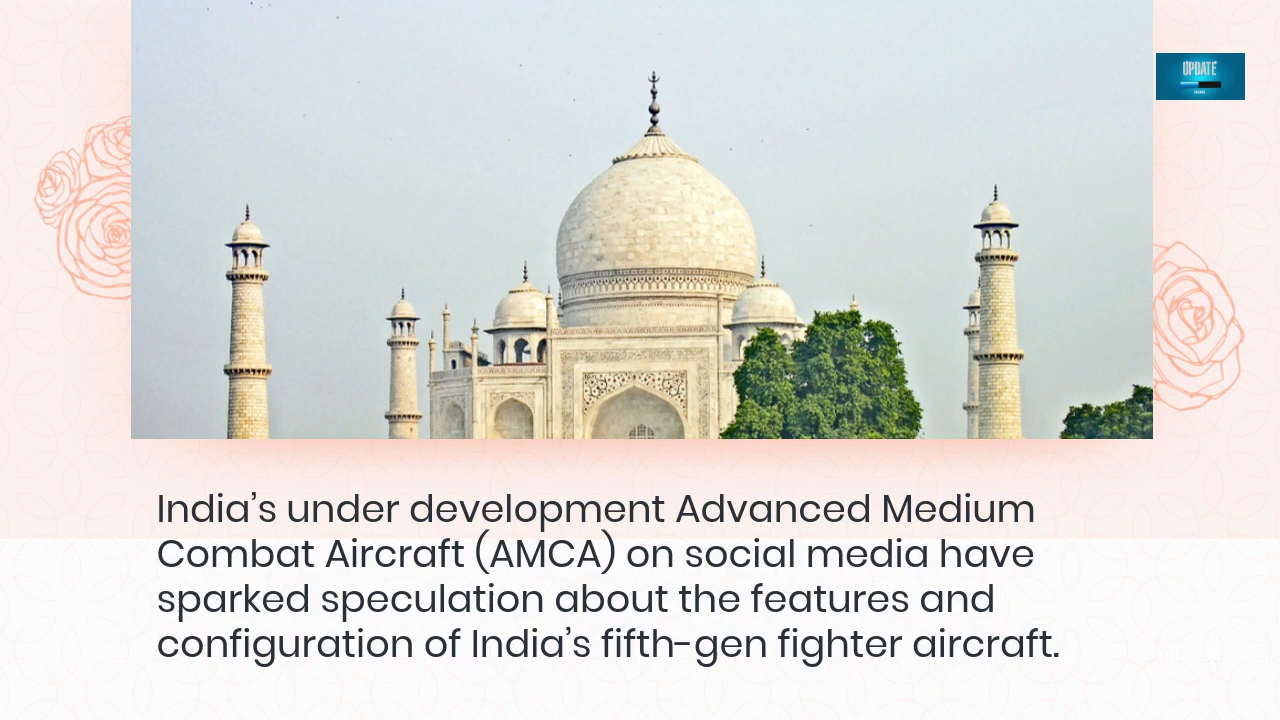 UPDATE
India’s under development Advanced Medium
Combat Aircraft (AMCA) on social media have
sparked speculation about the features and
configuration of India’s fifth-gen fighter aircraft.